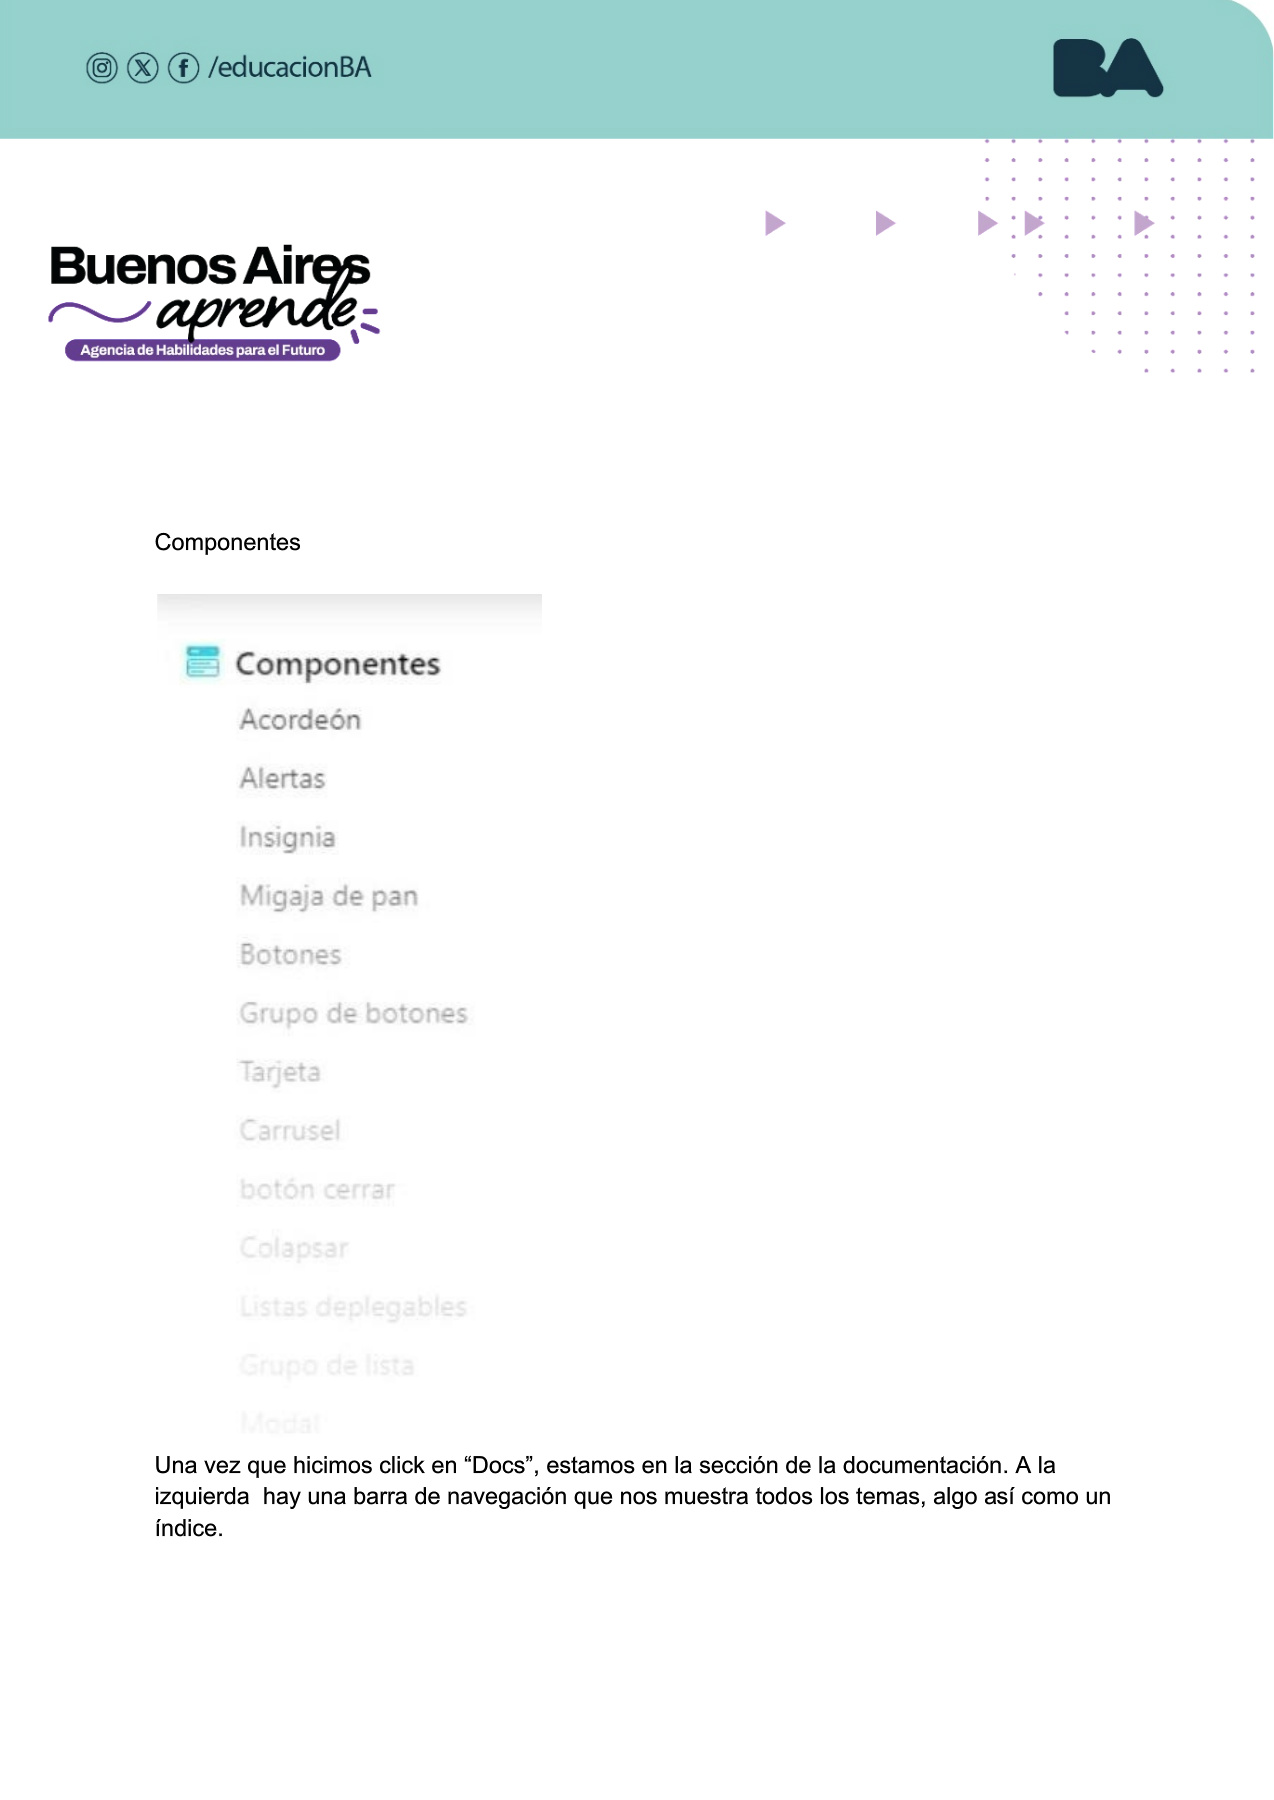 /educacionBA
BA
Buenos Aires
aprende
Agencia de Habilidades para el Futuro
Componentes
Componentes
Acordeón
Alertas
Insignia
Migaja de pan
Botones
Grupo de botones
Tarjeta
Carrusel
botón cerrar
Colapsar
Listas deplegables
Grupo de lista
Modal
Una vez que hicimos click en “Docs”, estamos en la sección de la documentación. A la
izquierda  hay una barra de navegación que nos muestra todos los temas, algo así como un
índice.